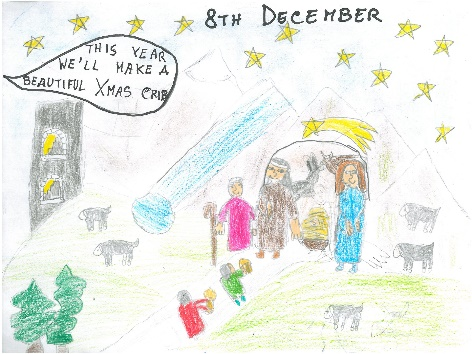 8TH DECEMBER
THIS YEAR
WE'LL MAKE A
BEAUTIFUL XMAS CRIB